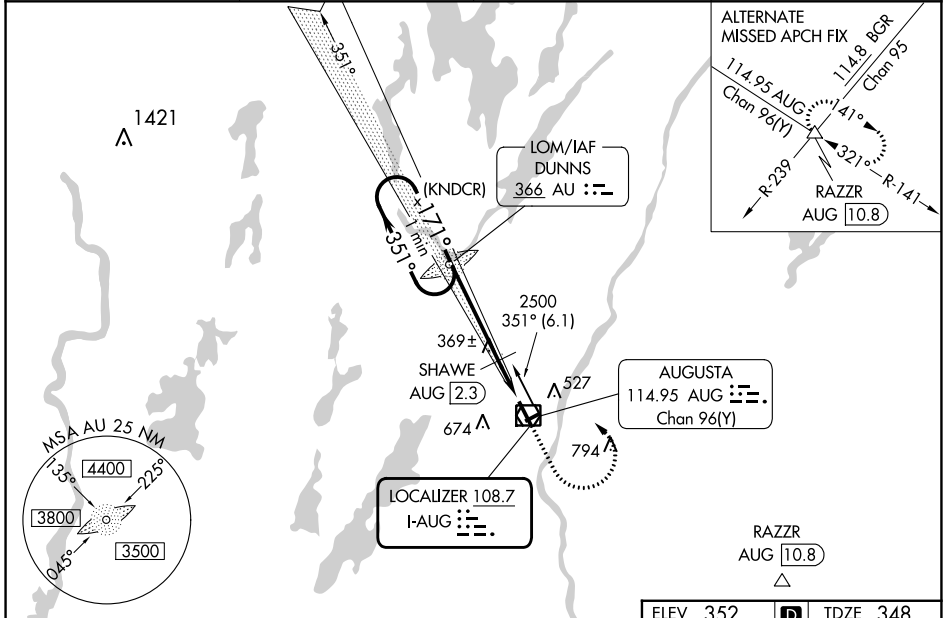 351°
1421
ALTERNATE
MISSED APCH FIX
114.8 BGR
Chan 95
114.95 AUG
Chan 96(Y)
141°
321°
R-141
R-239
RAZZR
AUG 10.8
LOM/IAF
DUNNS
366 AU
(KNDCR)
171°
1 min
351°
2500
351° (6.1)
369±
SHAWE
AUG 2.3
527
674
794
AUGUSTA
114.95 AUG
Chan 96(Y)
LOCALIZER 108.7
I-AUG
MSA AU 25 NM
135°
4400
225°
3800
3500
045°
RAZZR
AUG 10.8
ELEV 352 D TDZE 348